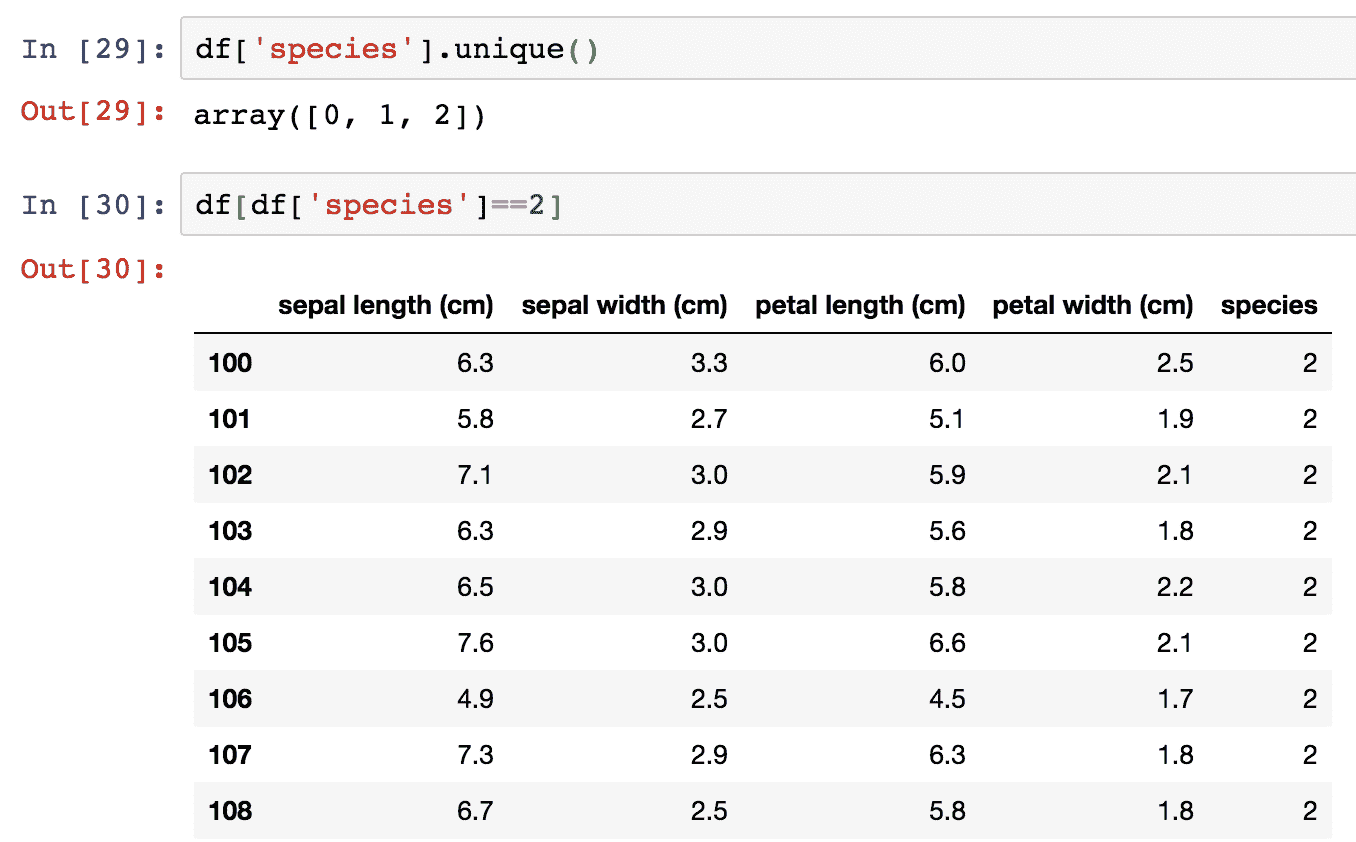 In [29]: df['species'].unique()
Out[29]: array([0, 1, 2])
In [30]: df[df['species']==2]
Out[30]:
sepal length (cm) sepal width (cm) petal length (cm) petal width (cm) species
100 6.3 3.3 6.0 2.5 2
101 5.8 2.7 5.1 1.9 2
102 7.1 3.0 5.9 2.1 2
103 6.3 2.9 5.6 1.8 2
104 6.5 3.0 5.8 2.2 2
105 7.6 3.0 6.6 2.1 2
106 4.9 2.5 4.5 1.7 2
107 7.3 2.9 6.3 1.8 2
108 6.7 2.5 5.8 1.8 2